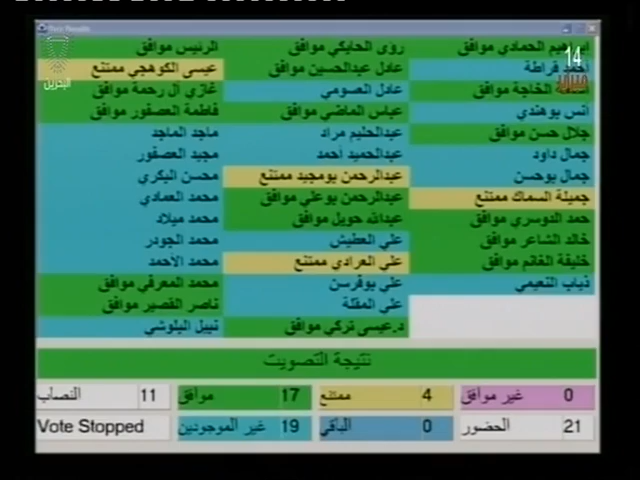 إبراهيم الحمادي موافق رؤى الحايكي موافق الرئيس موافق
أحمد قراطة عادل عبدالحسين موافق عيسى الكوهجي ممتنع
الخاجة موافق عادل العصومي غازي آل رحمة موافق
انس بوهندي عباس الماضي موافق فاطمة العصفور موافق
جلال حسن موافق عبدالحليم مراد ماجد الماجد
جمال داود عبدالحميد أحمد مجيد العصفور
جمال بوحسن عبدالرحمن بومجيد ممتنع محسن البكري
جميلة السماك ممتنع عبدالرحمن بوعلي موافق محمد العمادي
حمد الدوسري موافق عبدالله حويل موافق محمد ميلاد
خالد الشاعر موافق علي العطيش محمد الجودر
خليفة الغانم موافق علي العرادي ممتنع محمد الأحمد
ذياب النعيمي علي بوفرسن محمد المعرفي موافق
علي المقلة ناصر القصير موافق
د.عيسى تركي موافق نبيل البلوشي
نتيجة التصويت
غير موافق 0 ممتنع 4 موافق 17 النصاب 11
الحضور 21 الباقي 0 غير الموجودين 19 Vote Stopped
14
البحرين